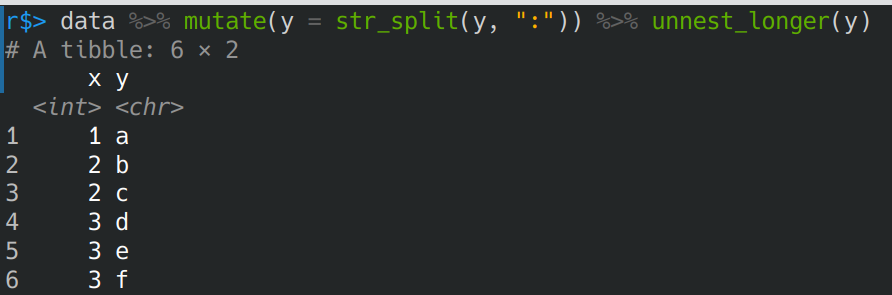 r$> data %>% mutate(y = str_split(y, ":")) %>% unnest_longer(y)
# A tibble: 6 × 2
x y
<int> <chr>
1 1 a
2 2 b
3 2 c
4 3 d
5 3 e
6 3 f